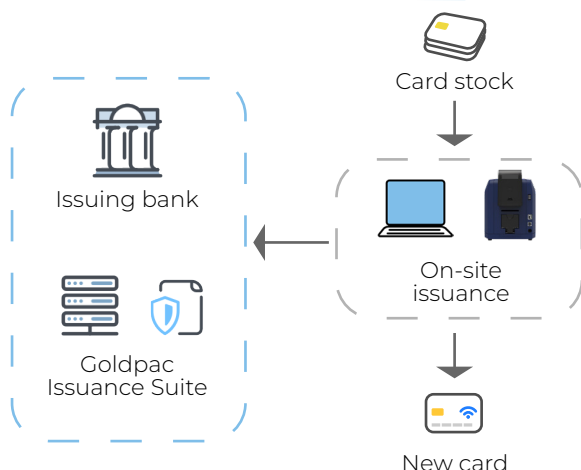 Card stock
Issuing bank
On-site
issuance
Goldpac
Issuance Suite
New card